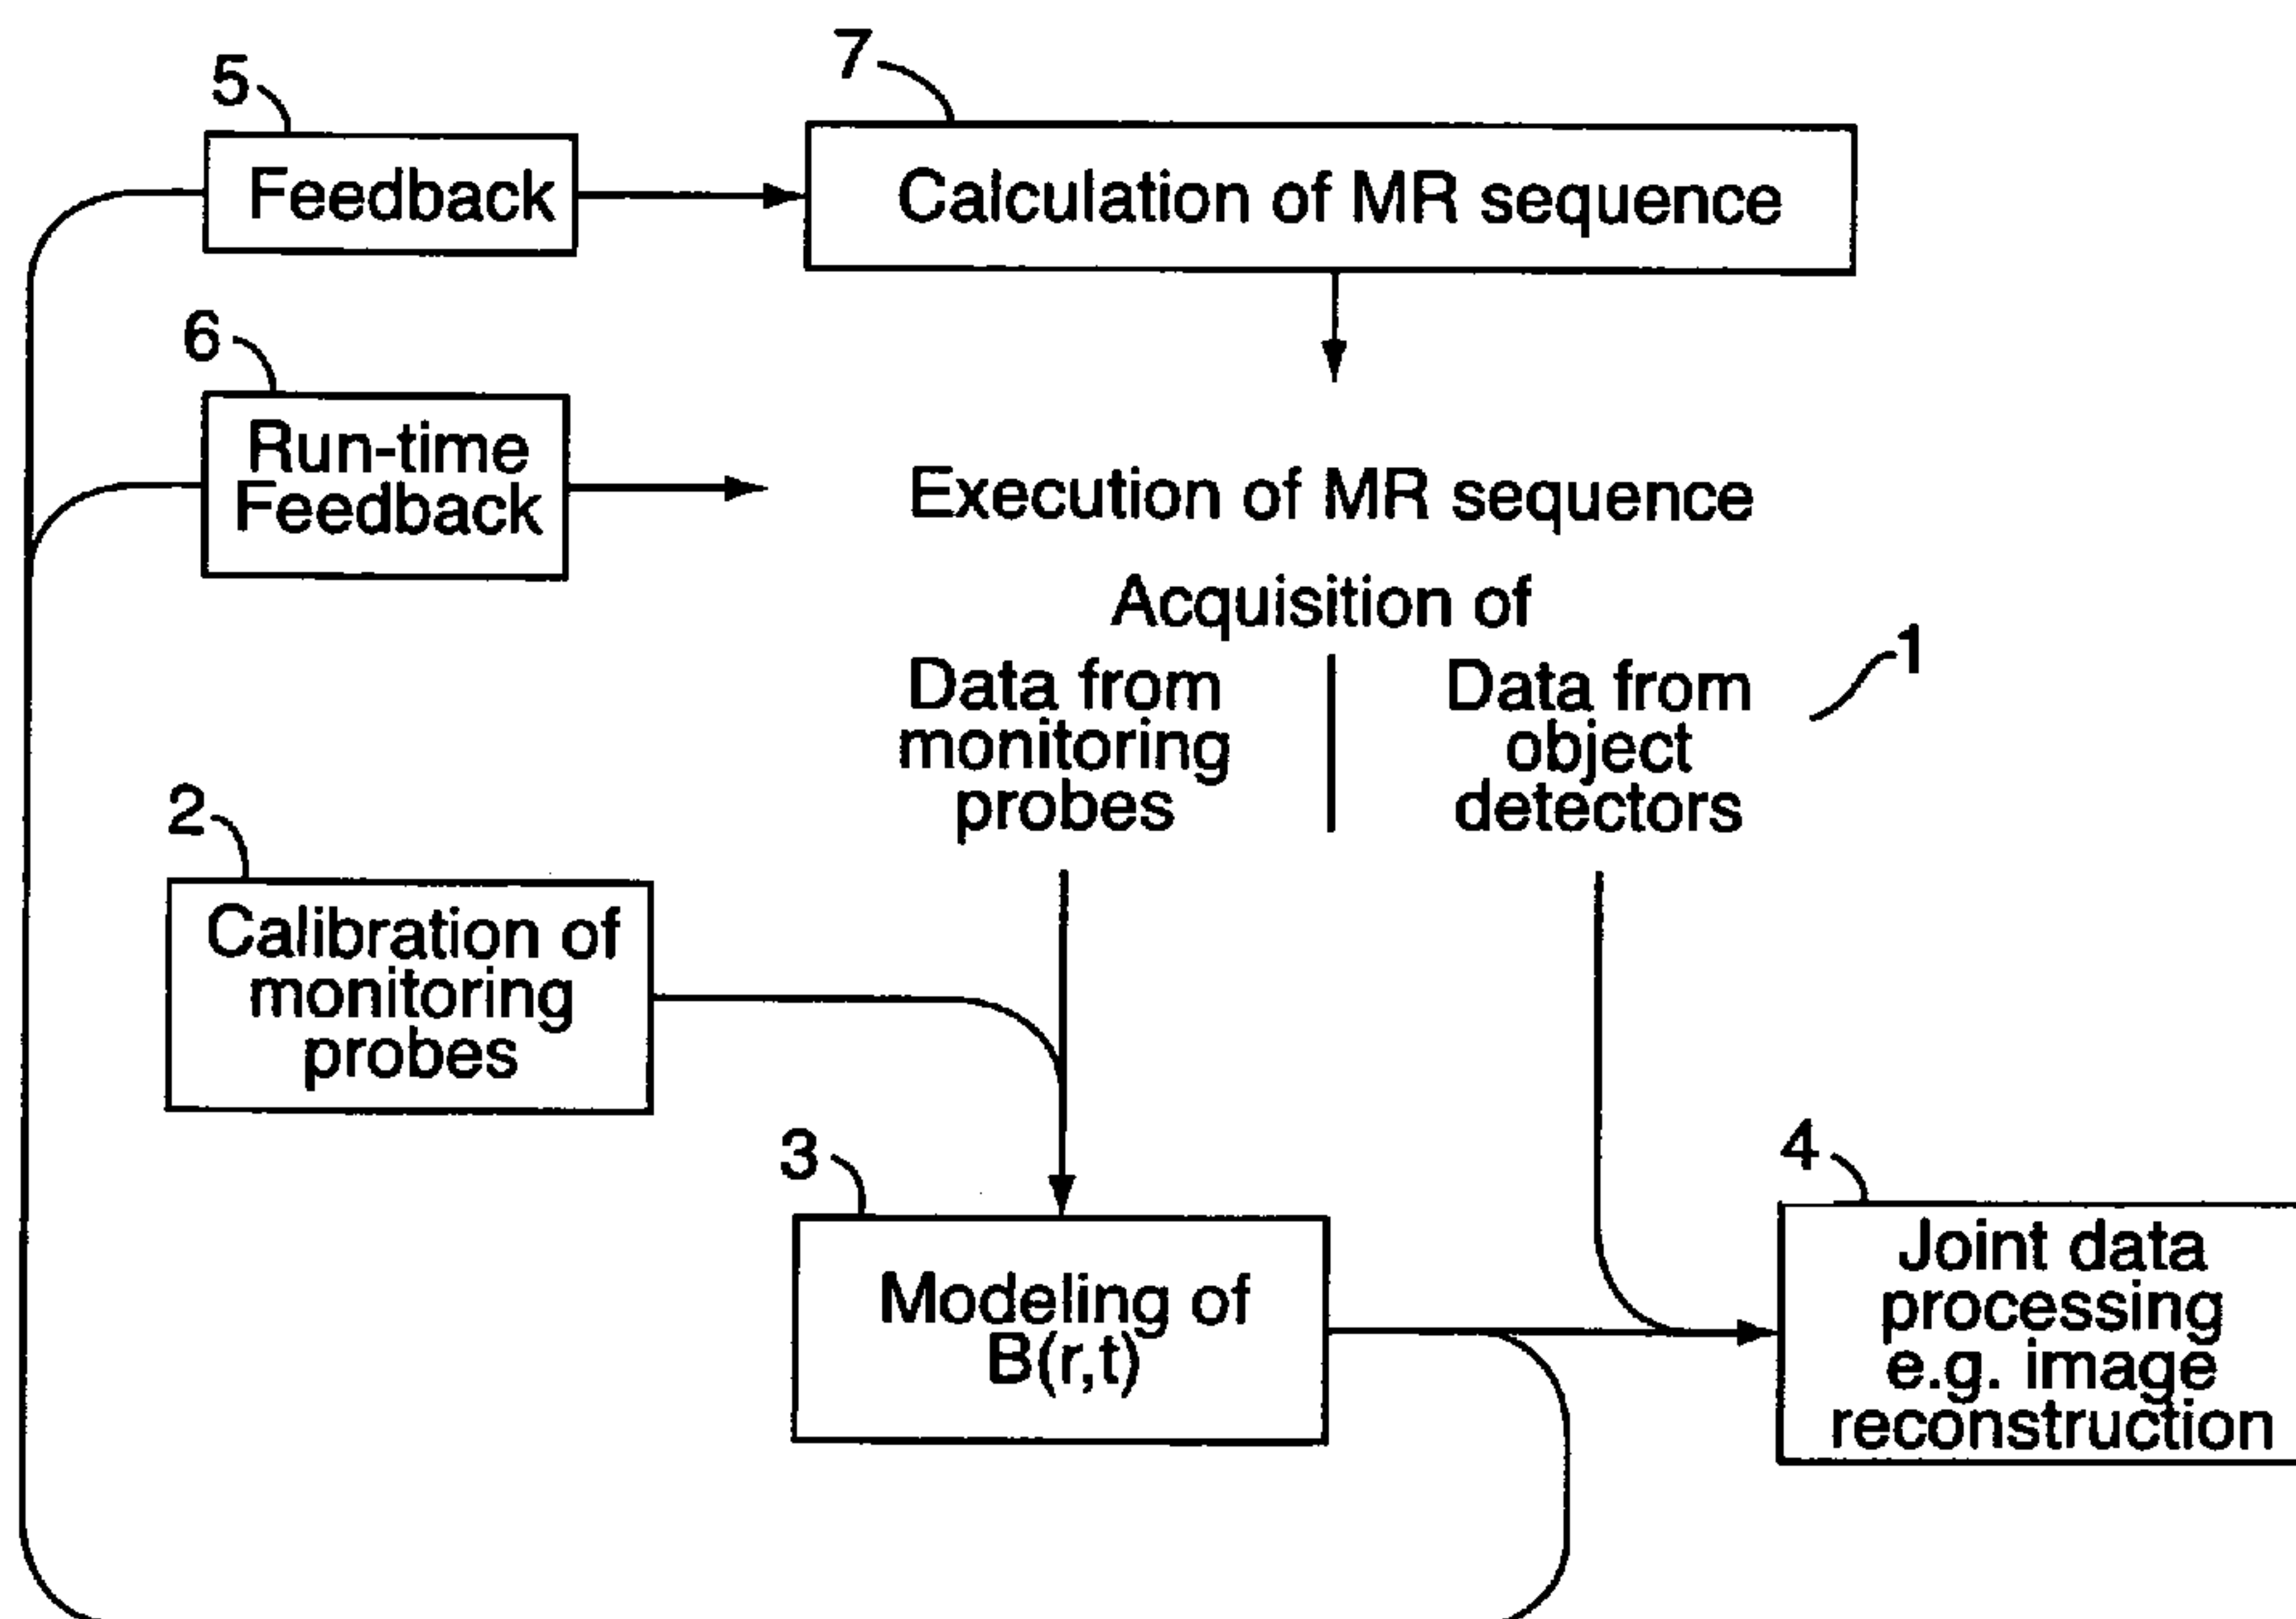 5
7
Feedback
Calculation of MR sequence
6
Run-time
Feedback
Execution of MR sequence
Acquisition of
1
Data from
monitoring
probes
Data from
object
detectors
2
Calibration of
monitoring
probes
3
Modeling of
B(r,t)
4
Joint data
processing
e.g. image
reconstruction